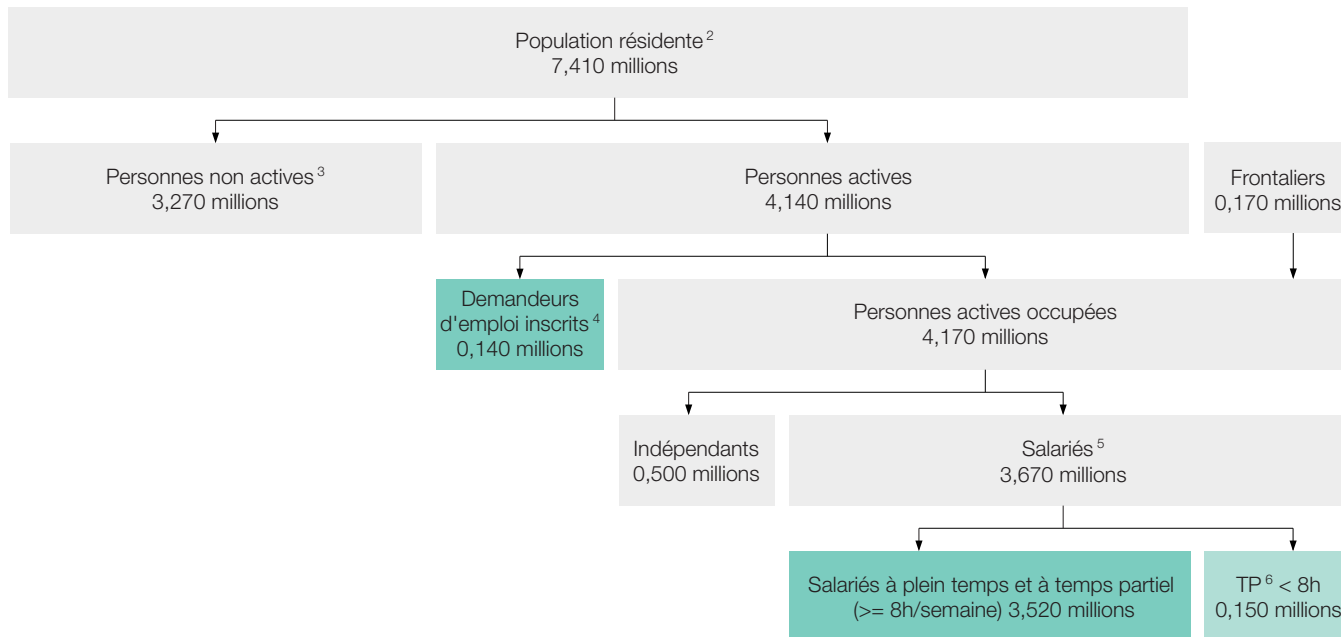 Population résidente 2
7,410 millions
Personnes non actives 3
3,270 millions
Personnes actives
4,140 millions
Frontaliers
0,170 millions
Demandeurs
d'emploi inscrits 4
0,140 millions
Personnes actives occupées
4,170 millions
Indépendants
0,500 millions
Salariés 5
3,670 millions
Salariés à plein temps et à temps partiel
(>= 8h/semaine) 3,520 millions
TP 6 < 8h
0,150 millions